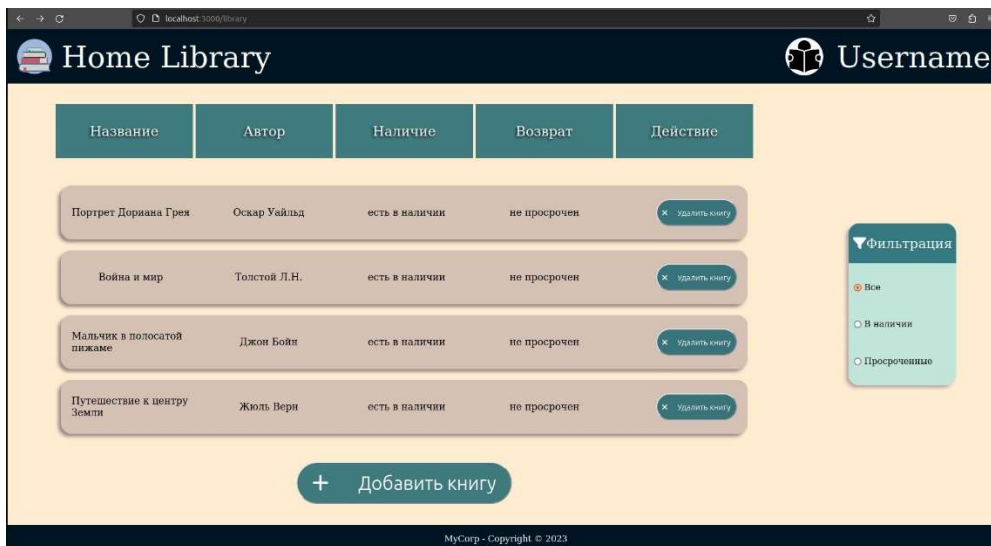 localhost:3000/library
Home Library
Username
Название Автор Наличие Возврат Действие
Портрет Дориана Грея Оскар Уайльд есть в наличии не просрочен × Удалить книгу
Война и мир Толстой Л.Н. есть в наличии не просрочен × Удалить книгу
Мальчик в полосатой
пижаме
Джон Бойн есть в наличии не просрочен × Удалить книгу
Путешествие к центру
Земли
Жюль Верн есть в наличии не просрочен × Удалить книгу
+ Добавить книгу
Фильтрация
Все
В наличии
Просроченные
MyCorp - Copyright © 2023